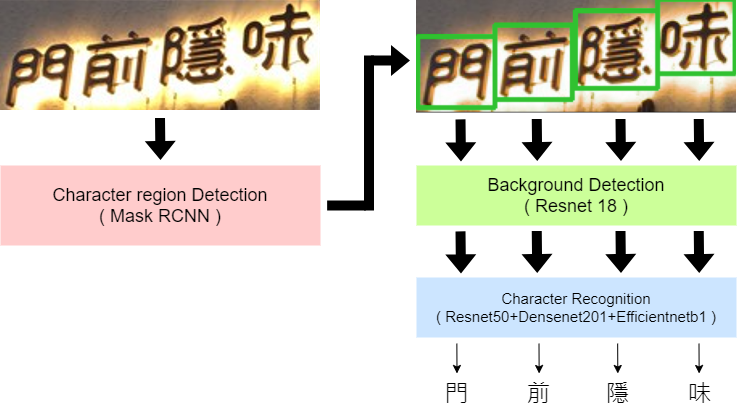 門前隱味
門前隱味
Character region Detection
( Mask RCNN )
Background Detection
( Resnet 18 )
Character Recognition
( Resnet50+Densenet201+Efficientnetb1 )
門 前 隱 味